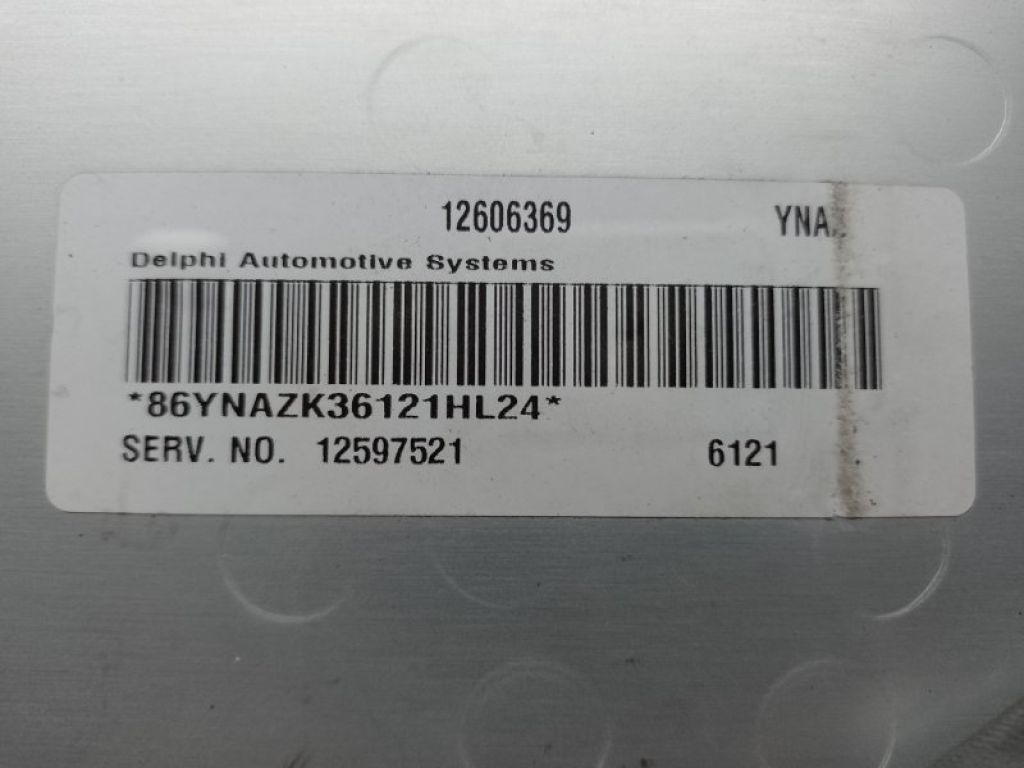 12606369 YNA
Delphi Automotive Systems
*86YNAZK36121HL24*
SERV. NO. 12597521 6121